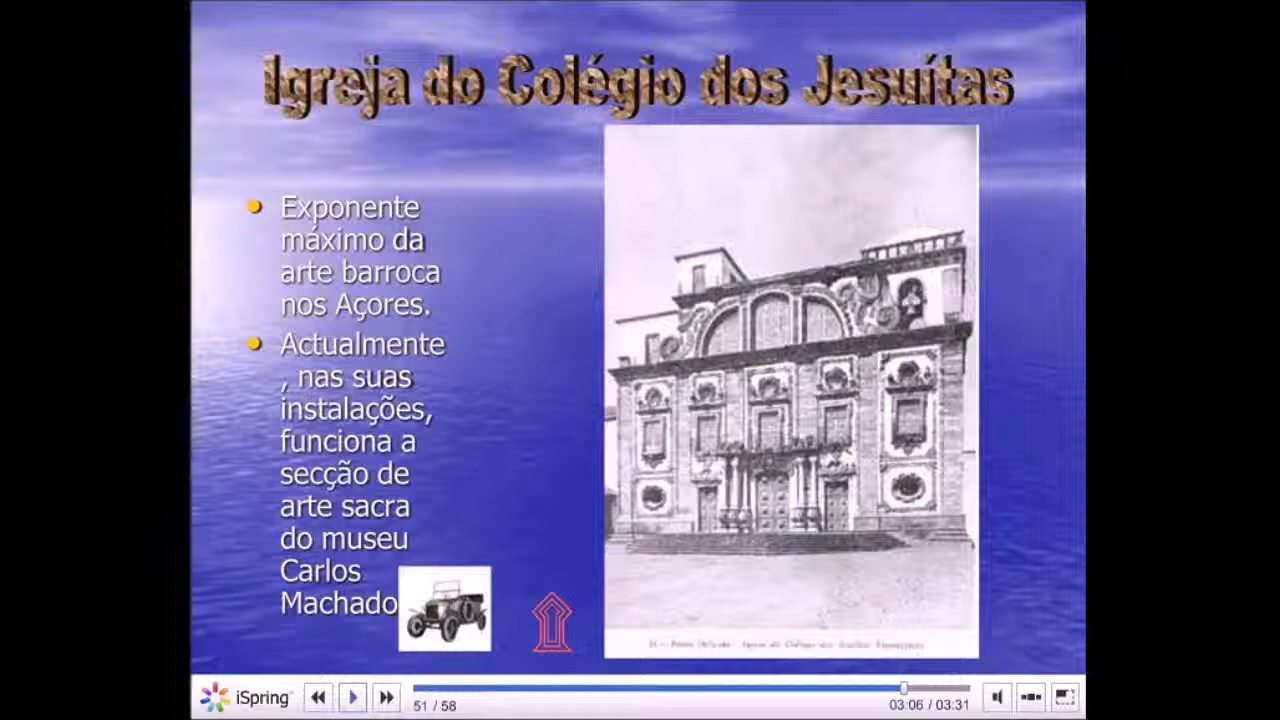 Igreja do Colégio dos Jesuítas
Exponente
máximo da
arte barroca
nos Açores.
Actualmente
, nas suas
instalações,
funciona a
secção de
arte sacra
do museu
Carlos
Machado
iSpring
51 / 58
03:06 / 03:31